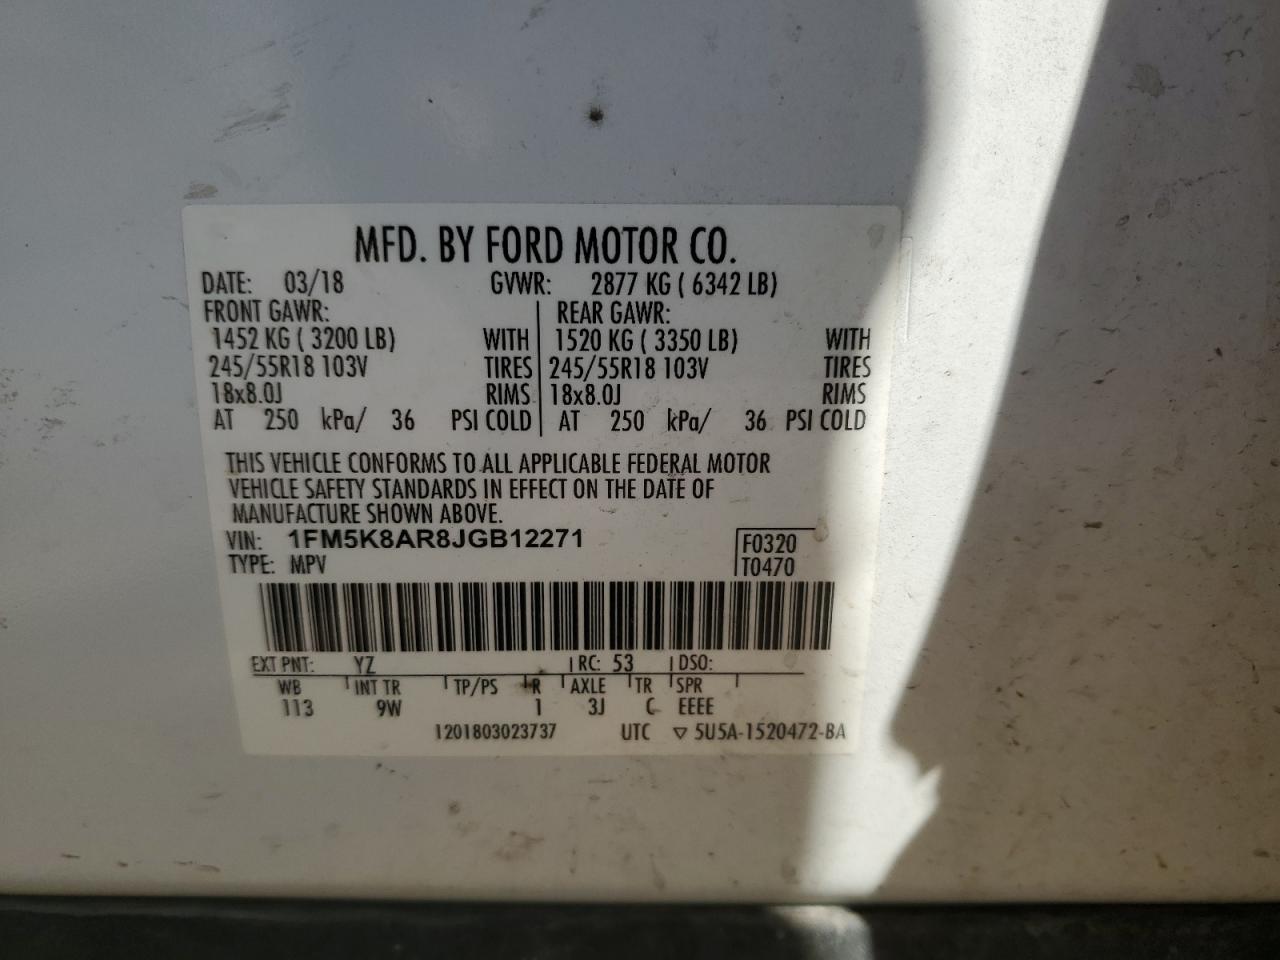 MFD. BY FORD MOTOR CO.
DATE: 03/18 GVWR: 2877 KG ( 6342 LB)
FRONT GAWR: REAR GAWR:
1452 KG ( 3200 LB) WITH 1520 KG ( 3350 LB) WITH
245/55R18 103V TIRES 245/55R18 103V TIRES
18x8.0J RIMS 18x8.0J RIMS
AT 250 kPa/ 36 PSI COLD AT 250 kPa/ 36 PSI COLD
THIS VEHICLE CONFORMS TO ALL APPLICABLE FEDERAL MOTOR
VEHICLE SAFETY STANDARDS IN EFFECT ON THE DATE OF
MANUFACTURE SHOWN ABOVE.
VIN: 1FM5K8AR8JGB12271 F0320
TYPE: MPV T0470
EXT PNT: YZ RC: 53 DSO:
WB INT TR TP/PS R AXLE TR SPR
113 9W 1 3J C EEEE
1201803023737 UTC ▽ 5U5A-1520472-BA